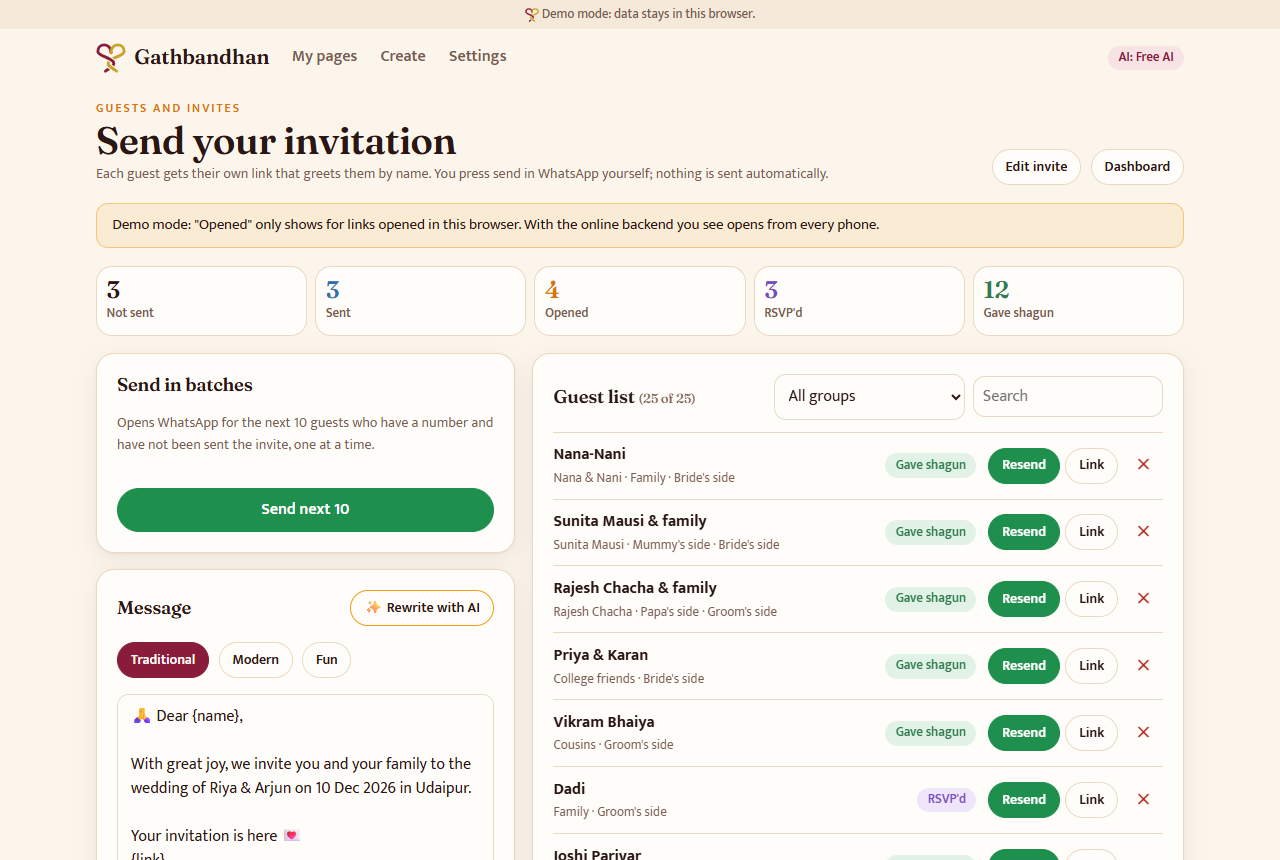 Demo mode: data stays in this browser.
Gathbandhan
My pages
Create
Settings
AI: Free AI
GUESTS AND INVITES
Send your invitation
Each guest gets their own link that greets them by name. You press send in WhatsApp yourself; nothing is sent automatically.
Edit invite
Dashboard
Demo mode: "Opened" only shows for links opened in this browser. With the online backend you see opens from every phone.
3
Not sent
3
Sent
4
Opened
3
RSVP'd
12
Gave shagun
Send in batches
Opens WhatsApp for the next 10 guests who have a number and
have not been sent the invite, one at a time.
Send next 10
Message
✨ Rewrite with AI
Traditional
Modern
Fun
🙏 Dear {name},
With great joy, we invite you and your family to the
wedding of Riya & Arjun on 10 Dec 2026 in Udaipur.
Your invitation is here 💌
{link}
Guest list (25 of 25)
All groups
Search
Nana-Nani
Nana & Nani · Family · Bride's side
Gave shagun
Resend
Link
✕
Sunita Mausi & family
Sunita Mausi · Mummy's side · Bride's side
Gave shagun
Resend
Link
✕
Rajesh Chacha & family
Rajesh Chacha · Papa's side · Groom's side
Gave shagun
Resend
Link
✕
Priya & Karan
College friends · Bride's side
Gave shagun
Resend
Link
✕
Vikram Bhaiya
Cousins · Groom's side
Gave shagun
Resend
Link
✕
Dadi
Family · Groom's side
RSVP'd
Resend
Link
✕
Joshi Parivar